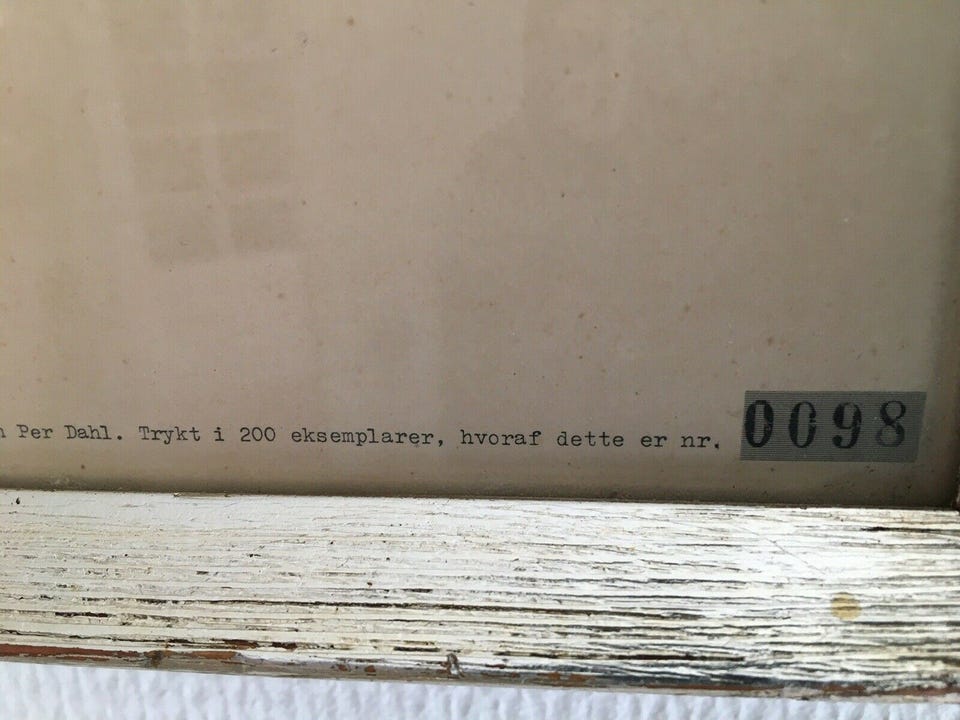 Per Dahl. Trykt i 200 eksemplarer, hvoraf dette er nr. 0098